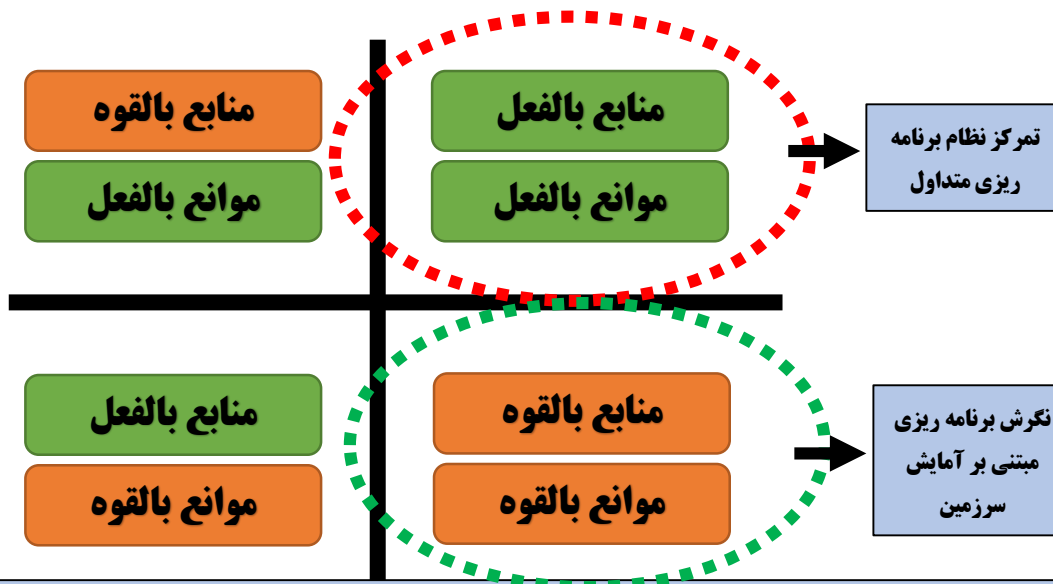 منابع بالفعل
موانع بالفعل
تمرکز نظام برنامه
ریزی متداول
منابع بالقوه
موانع بالفعل
منابع بالقوه
موانع بالقوه
نگرش برنامه ریزی
مبتنی بر آمایش
سرزمین
منابع بالفعل
موانع بالقوه